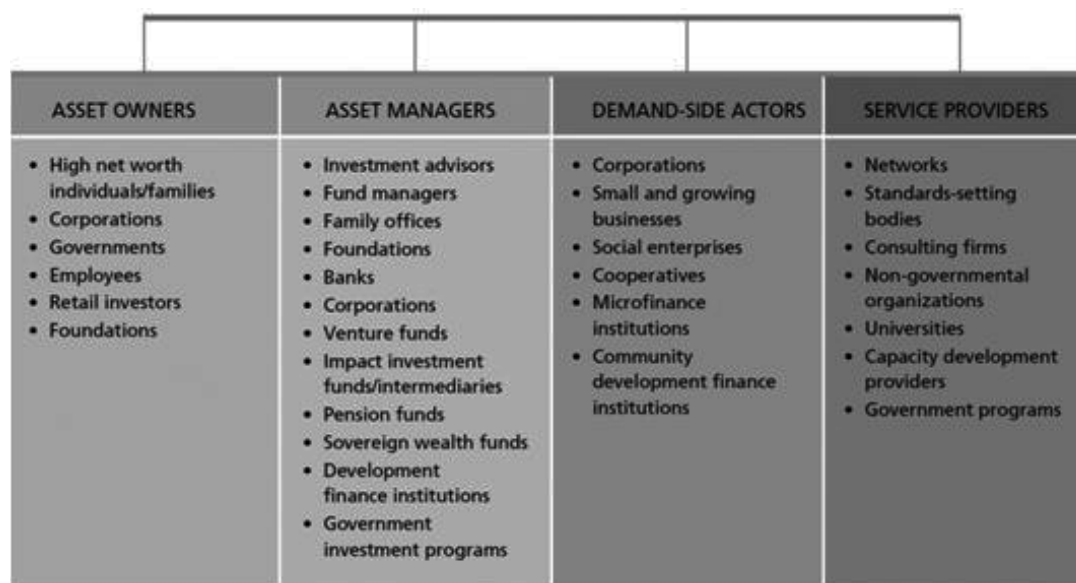 ASSET OWNERS
• High net worth
individuals/families
• Corporations
• Governments
• Employees
• Retail investors
• Foundations
ASSET MANAGERS
• Investment advisors
• Fund managers
• Family offices
• Foundations
• Banks
• Corporations
• Venture funds
• Impact investment
funds/intermediaries
• Pension funds
• Sovereign wealth funds
• Development
finance institutions
• Government
investment programs
DEMAND-SIDE ACTORS
• Corporations
• Small and growing
businesses
• Social enterprises
• Cooperatives
• Microfinance
institutions
• Community
development finance
institutions
SERVICE PROVIDERS
• Networks
• Standards-setting
bodies
• Consulting firms
• Non-governmental
organizations
• Universities
• Capacity development
providers
• Government programs